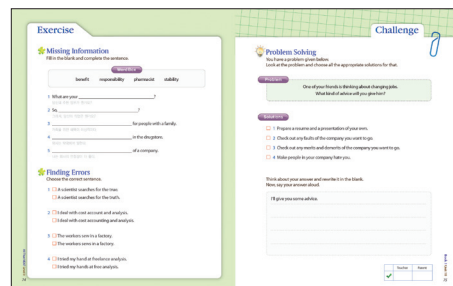 Exercise
Missing Information
Fill in the blank and complete the sentence.
benefit responsibility pharmacist stability
1 What are your ?
2 So, ?
3 for people with a family.
4 in the drugstore.
5 of a company.
Finding Errors
Choose the correct sentence.
1 A scientist searches for the true.
A scientist searches for the truth.
2 I deal with cost account and analysis.
I deal with cost accounting and analysis.
3 The workers sew in a factory.
The workers sews in a factory.
4 I tried my hand at freelance analysis.
I tried my hands at free analysis.
Challenge
Problem Solving
You have a problem given below.
Look at the problem and choose all the appropriate solutions for that.
Problem
One of your friends is thinking about changing jobs.
What kind of advice will you give him?
Solutions
1 Prepare a resume and a presentation of your own.
2 Check out any faults of the company you want to go.
3 Check out any merits and demerits of the company you want to go.
4 Make people in your company hate you.
Think about your answer and rewrite it in the blank.
Now, say your answer aloud.
I'll give you some advice.